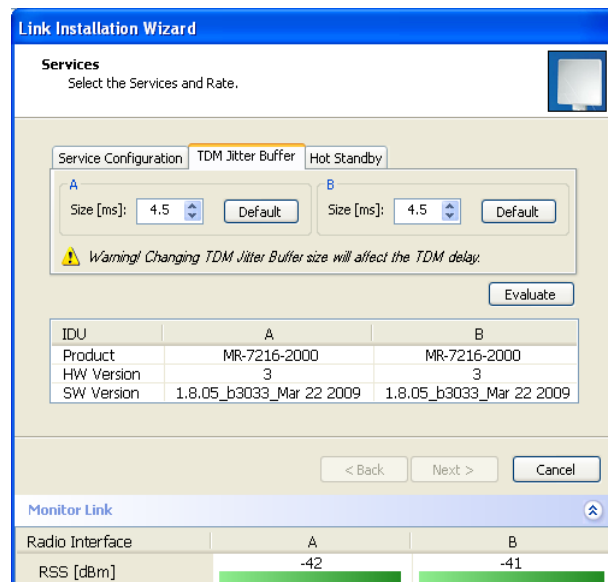 Link Installation Wizard
Services
Select the Services and Rate.
Service Configuration TDM Jitter Buffer Hot Standby
A B
Size [ms]: 4.5 Default Size [ms]: 4.5 Default
Warning! Changing TDM Jitter Buffer size will affect the TDM delay.
Evaluate
IDU A B
Product MR-7216-2000 MR-7216-2000
HW Version 3 3
SW Version 1.8.05_b3033_Mar 22 2009 1.8.05_b3033_Mar 22 2009
< Back Next > Cancel
Monitor Link
Radio Interface A B
RSS [dBm] -42 -41